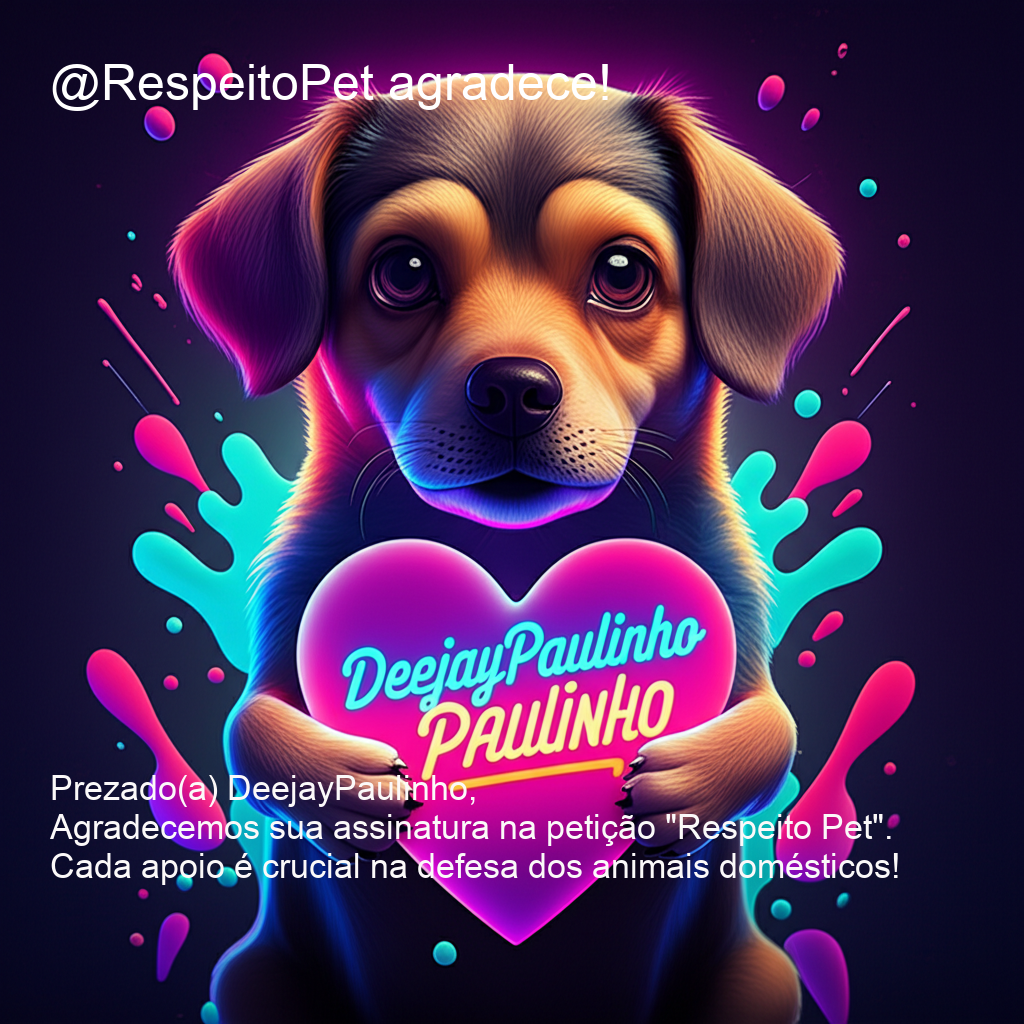 @RespeitoPet agradece!
DeejayPaulinho
PAULINHO
Prezado(a) DeejayPaulinho,
Agradecemos sua assinatura na petição "Respeito Pet".
Cada apoio é crucial na defesa dos animais domésticos!